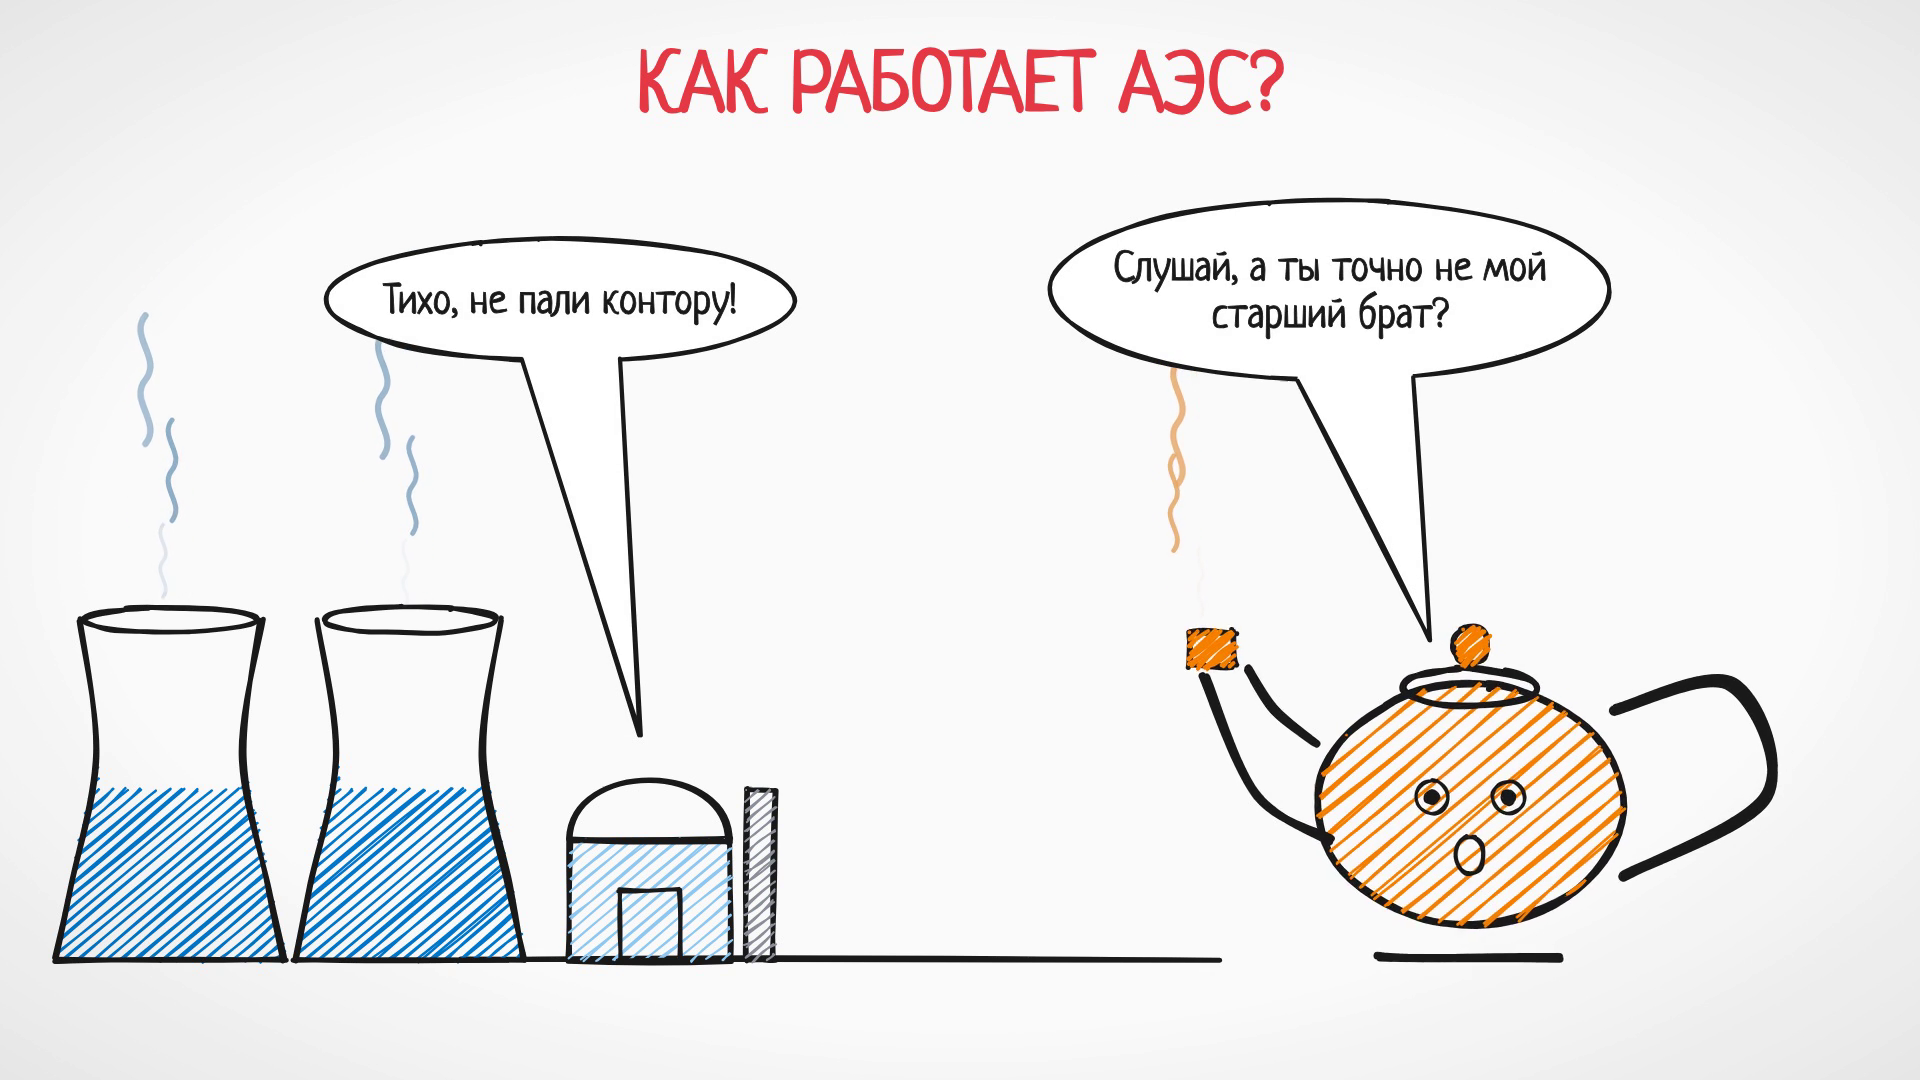 КАК РАБОТАЕТ АЭС?
Тихо, не пали контору!
Слушай, а ты точно не мой
старший брат?